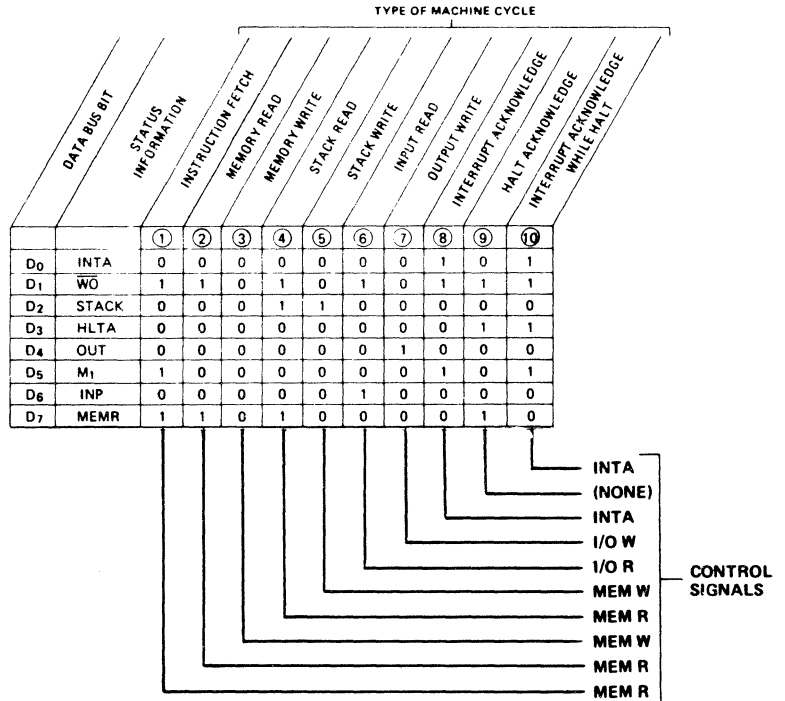 TYPE OF MACHINE CYCLE
DATA BUS BIT
STATUS
INFORMATION
INSTRUCTION FETCH
MEMORY READ
MEMORY WRITE
STACK READ
STACK WRITE
INPUT READ
OUTPUT WRITE
INTERRUPT ACKNOWLEDGE
HALT ACKNOWLEDGE
INTERRUPT ACKNOWLEDGE
WHILE HALT
① ② ③ ④ ⑤ ⑥ ⑦ ⑧ ⑨ ⑩
D₀ INTA 0 0 0 0 0 0 0 1 0 1
D₁ W̅O̅ 1 1 0 1 0 1 0 1 1 1
D₂ STACK 0 0 0 1 1 0 0 0 0 0
D₃ HLTA 0 0 0 0 0 0 0 0 1 1
D₄ OUT 0 0 0 0 0 0 1 0 0 0
D₅ M₁ 1 0 0 0 0 0 0 1 0 1
D₆ INP 0 0 0 0 0 1 0 0 0 0
D₇ MEMR 1 1 0 1 0 0 0 0 1 0
INTA
(NONE)
INTA
I/O W
I/O R
MEM W
MEM R
MEM W
MEM R
MEM R
CONTROL
SIGNALS